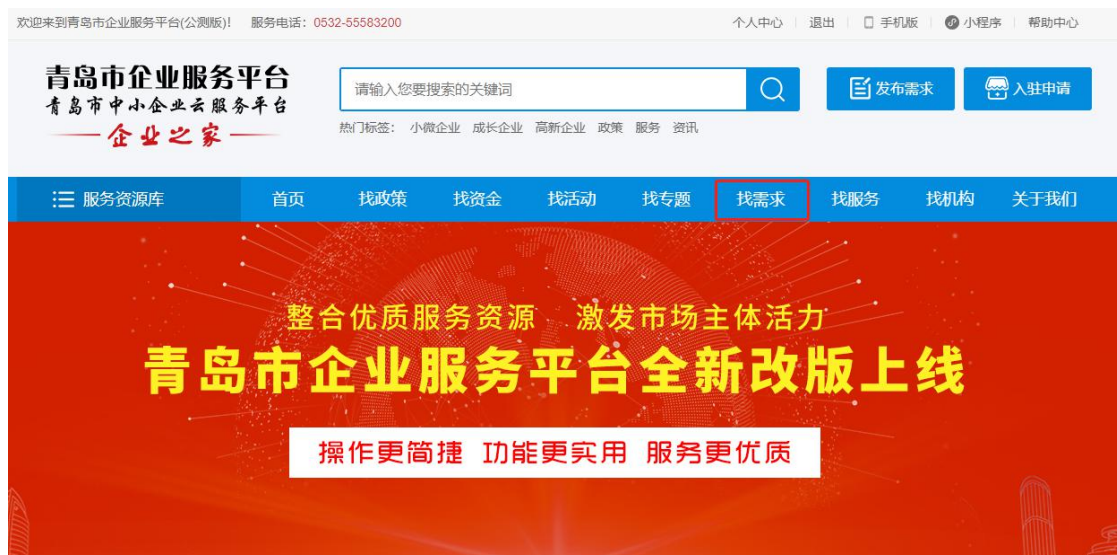 欢迎来到青岛市企业服务平台(公测版)! 服务电话：0532-55583200 个人中心 退出 手机版 小程序 帮助中心
青岛市企业服务平台
青岛市中小企业云服务平台
企业之家
请输入您要搜索的关键词
发布需求 入驻申请
热门标签： 小微企业 成长企业 高新企业 政策 服务 资讯
服务资源库 首页 找政策 找资金 找活动 找专题 找需求 找服务 找机构 关于我们
整合优质服务资源 激发市场主体活力
青岛市企业服务平台全新改版上线
操作更简捷 功能更实用 服务更优质